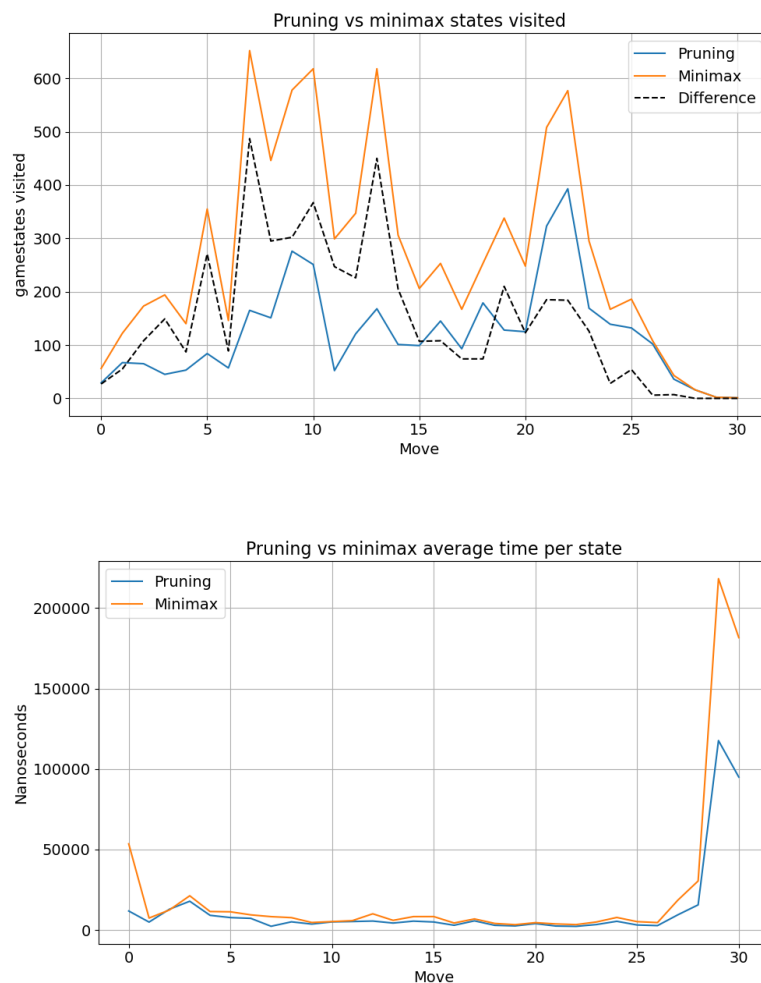 Pruning vs minimax states visited
Pruning
Minimax
Difference
gamestates visited
600
500
400
300
200
100
0
0 5 10 15 20 25 30
Move
Pruning vs minimax average time per state
Pruning
Minimax
Nanoseconds
200000
150000
100000
50000
0
0 5 10 15 20 25 30
Move